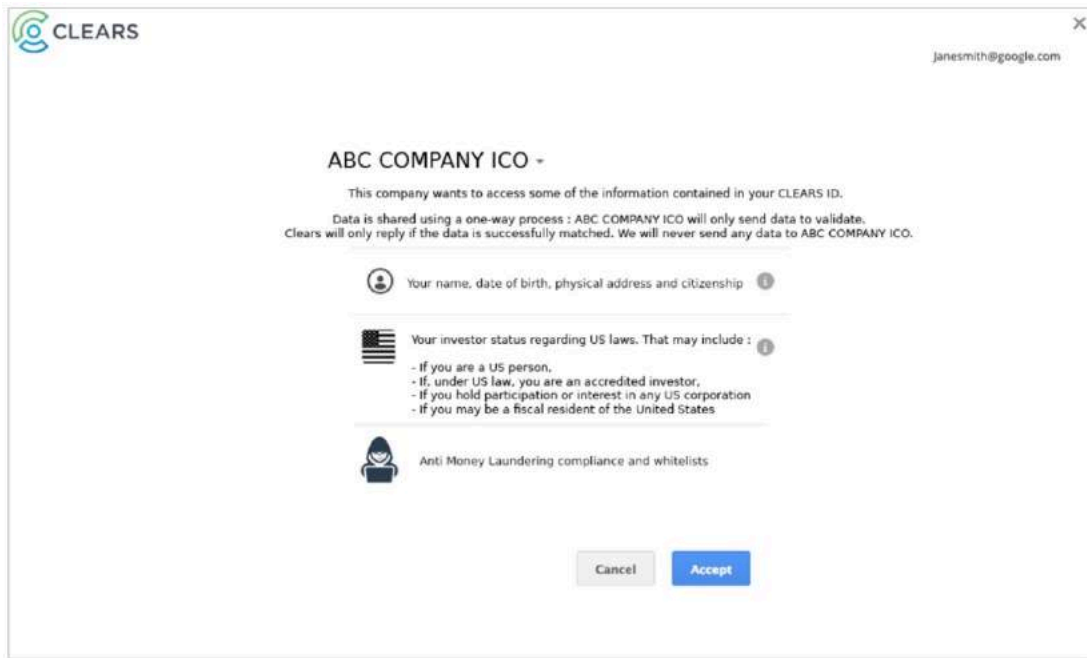 CLEARS
Janesmith@google.com
ABC COMPANY ICO
This company wants to access some of the information contained in your CLEARS ID.
Data is shared using a one-way process : ABC COMPANY ICO will only send data to validate.
Clears will only reply if the data is successfully matched. We will never send any data to ABC COMPANY ICO.
Your name, date of birth, physical address and citizenship
Your investor status regarding US laws. That may include :
- If you are a US person,
- If, under US law, you are an accredited investor,
- If you hold participation or interest in any US corporation
- If you may be a fiscal resident of the United States
Anti Money Laundering compliance and whitelists
Cancel Accept